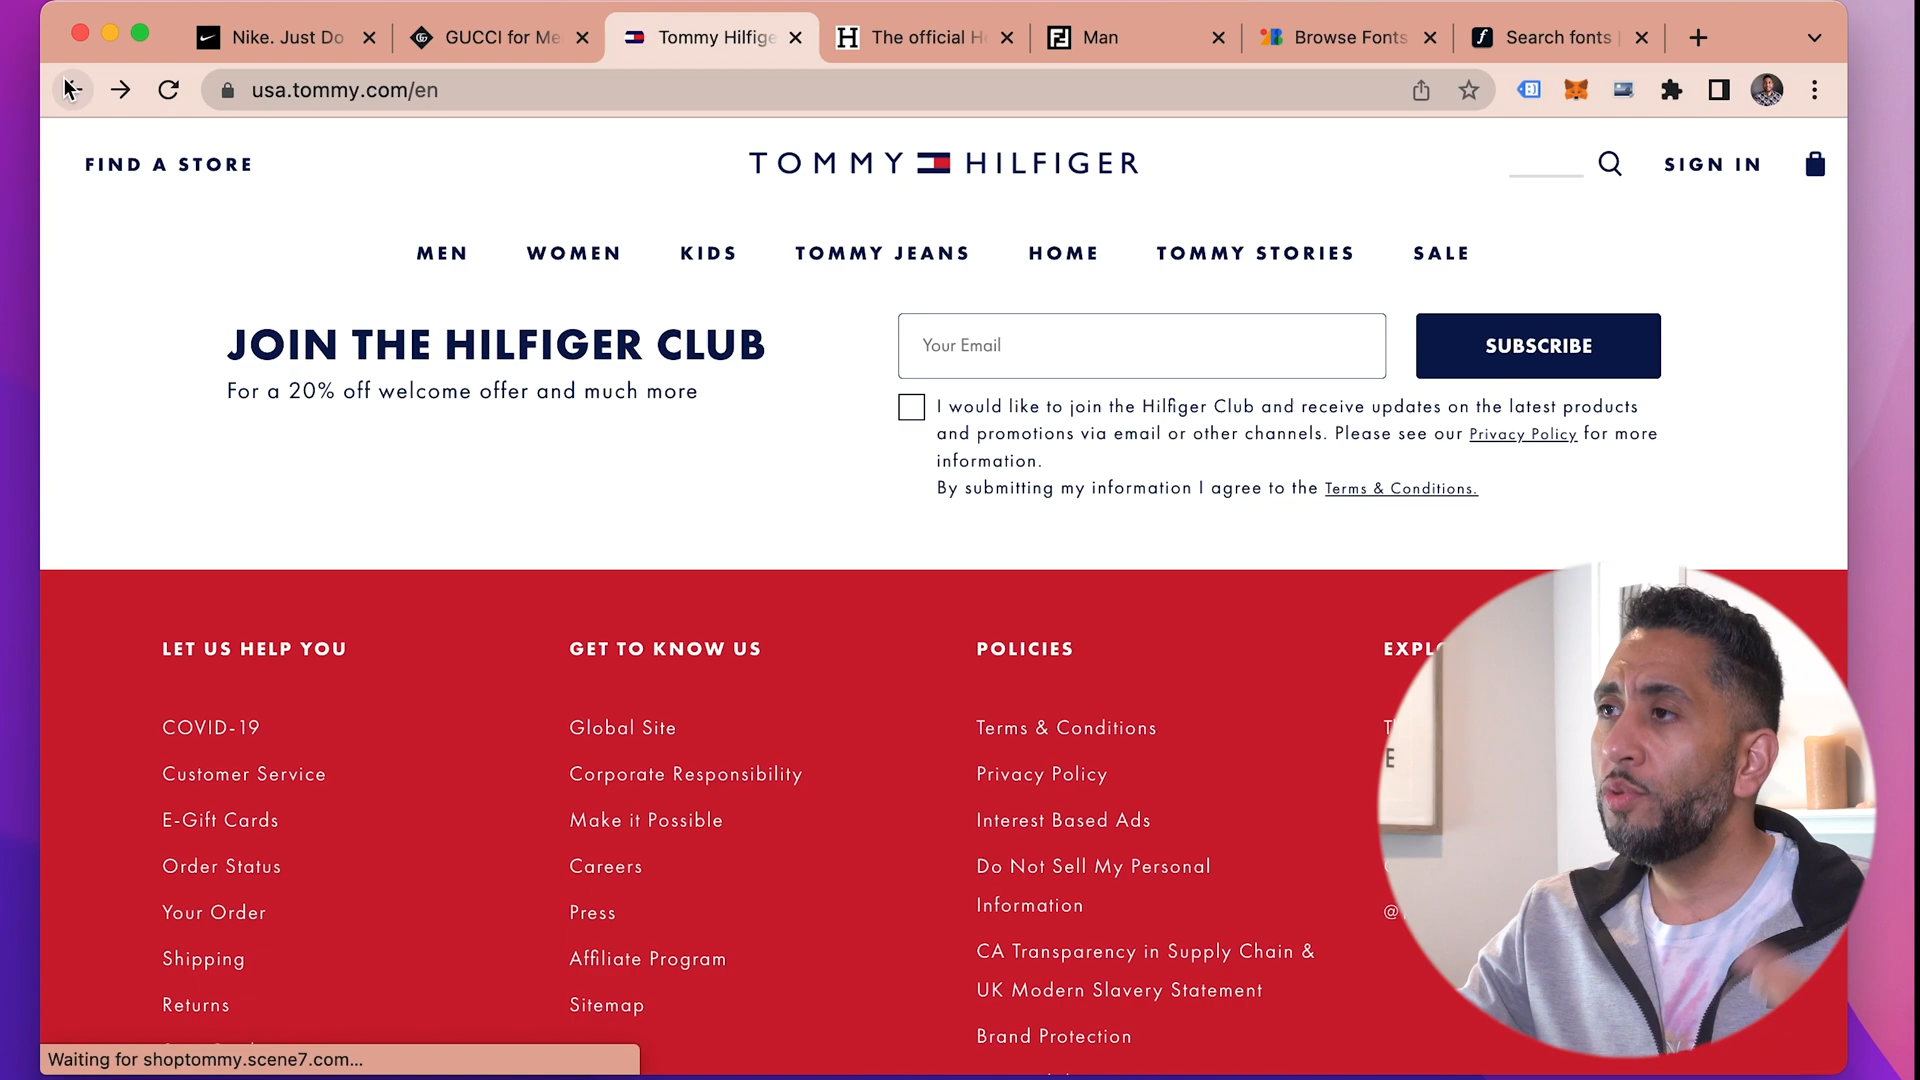 Nike. Just Do
GUCCI for Me
Tommy Hilfige
The official H
Man
Browse Fonts
Search fonts
usa.tommy.com/en
FIND A STORE
TOMMY HILFIGER
SIGN IN
MEN WOMEN KIDS TOMMY JEANS HOME TOMMY STORIES SALE
JOIN THE HILFIGER CLUB
For a 20% off welcome offer and much more
Your Email
SUBSCRIBE
I would like to join the Hilfiger Club and receive updates on the latest products
and promotions via email or other channels. Please see our Privacy Policy for more
information.
By submitting my information I agree to the Terms & Conditions.
LET US HELP YOU
COVID-19
Customer Service
E-Gift Cards
Order Status
Your Order
Shipping
Returns
GET TO KNOW US
Global Site
Corporate Responsibility
Make it Possible
Careers
Press
Affiliate Program
Sitemap
POLICIES
Terms & Conditions
Privacy Policy
Interest Based Ads
Do Not Sell My Personal
Information
CA Transparency in Supply Chain &
UK Modern Slavery Statement
Brand Protection
EXPL
Waiting for shoptommy.scene7.com...